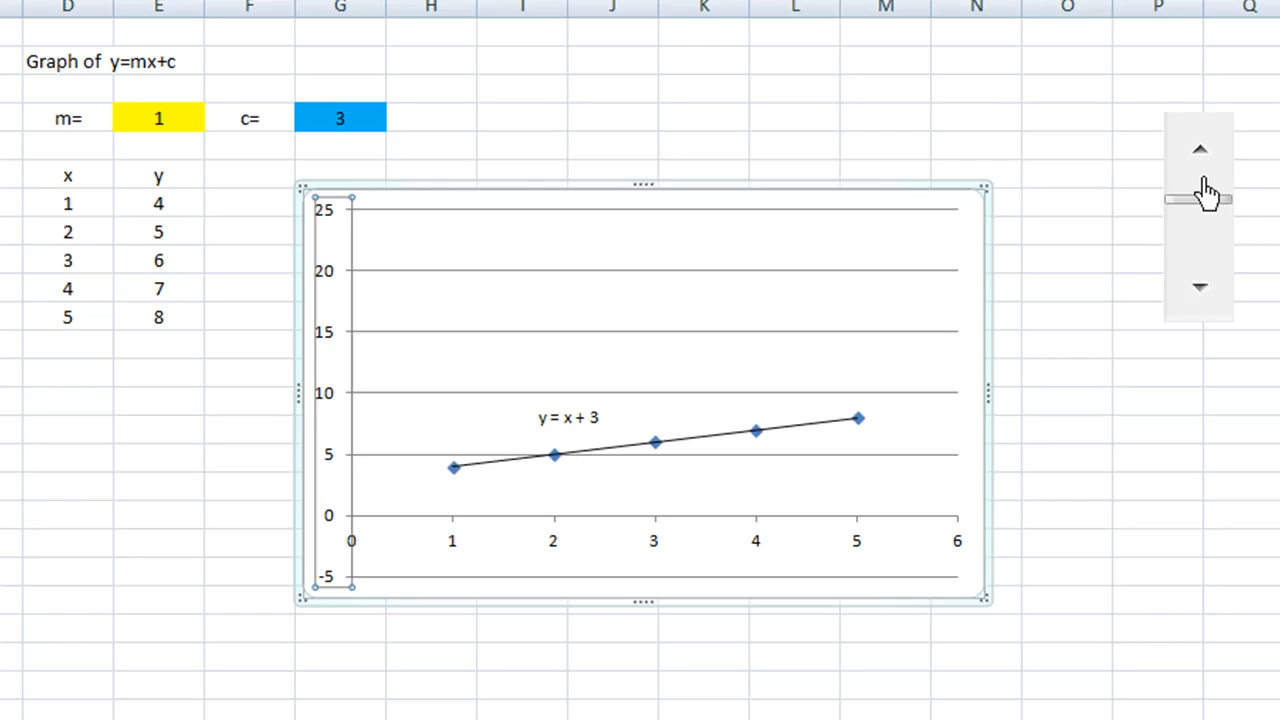 D E F G H I J K L M N O P Q
Graph of y=mx+c
m= 1 c= 3
x y
1 4
2 5
3 6
4 7
5 8
25
20
15
10
5
0
-5
y = x + 3
0 1 2 3 4 5 6